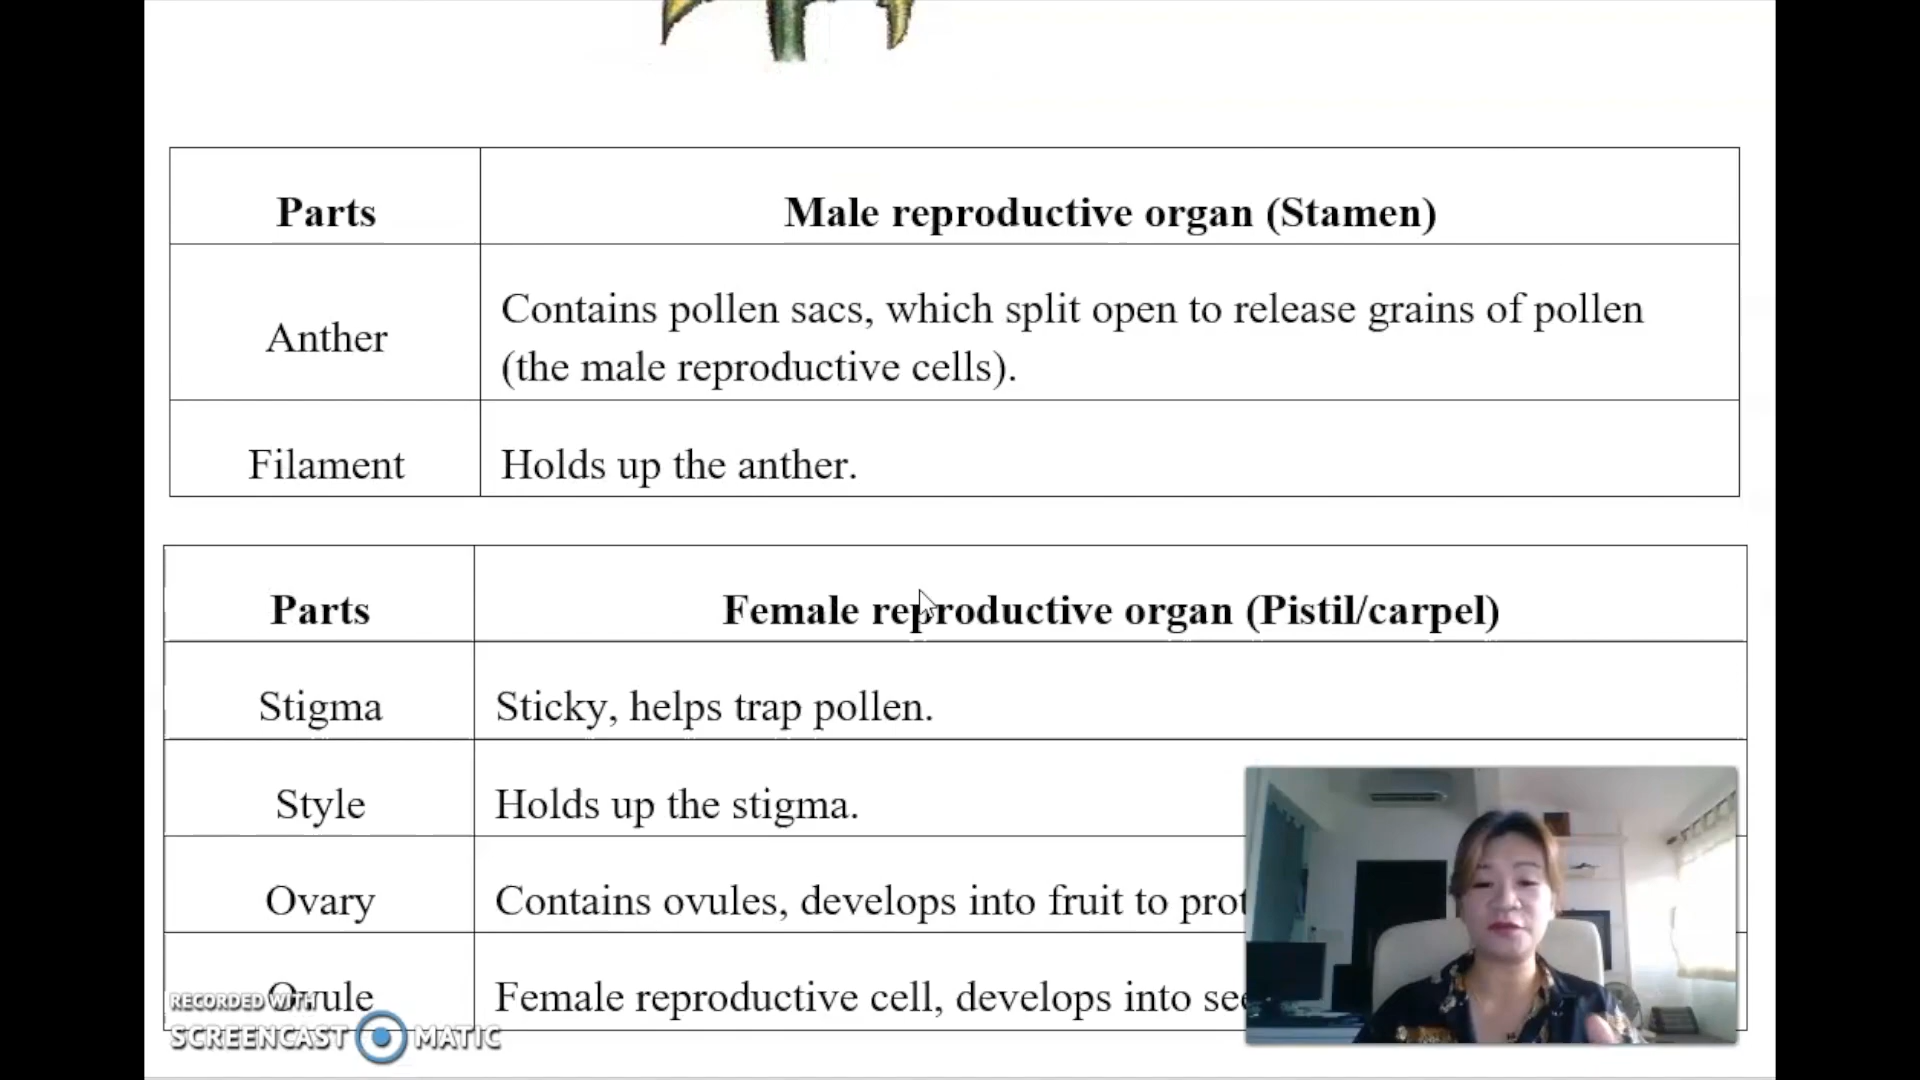 Parts
Male reproductive organ (Stamen)
Anther
Contains pollen sacs, which split open to release grains of pollen
(the male reproductive cells).
Filament
Holds up the anther.
Parts
Female reproductive organ (Pistil/carpel)
Stigma
Sticky, helps trap pollen.
Style
Holds up the stigma.
Ovary
Contains ovules, develops into fruit to
Ovule
Female reproductive cell, develops into
RECORDED WITH
SCREENCAST MATIC